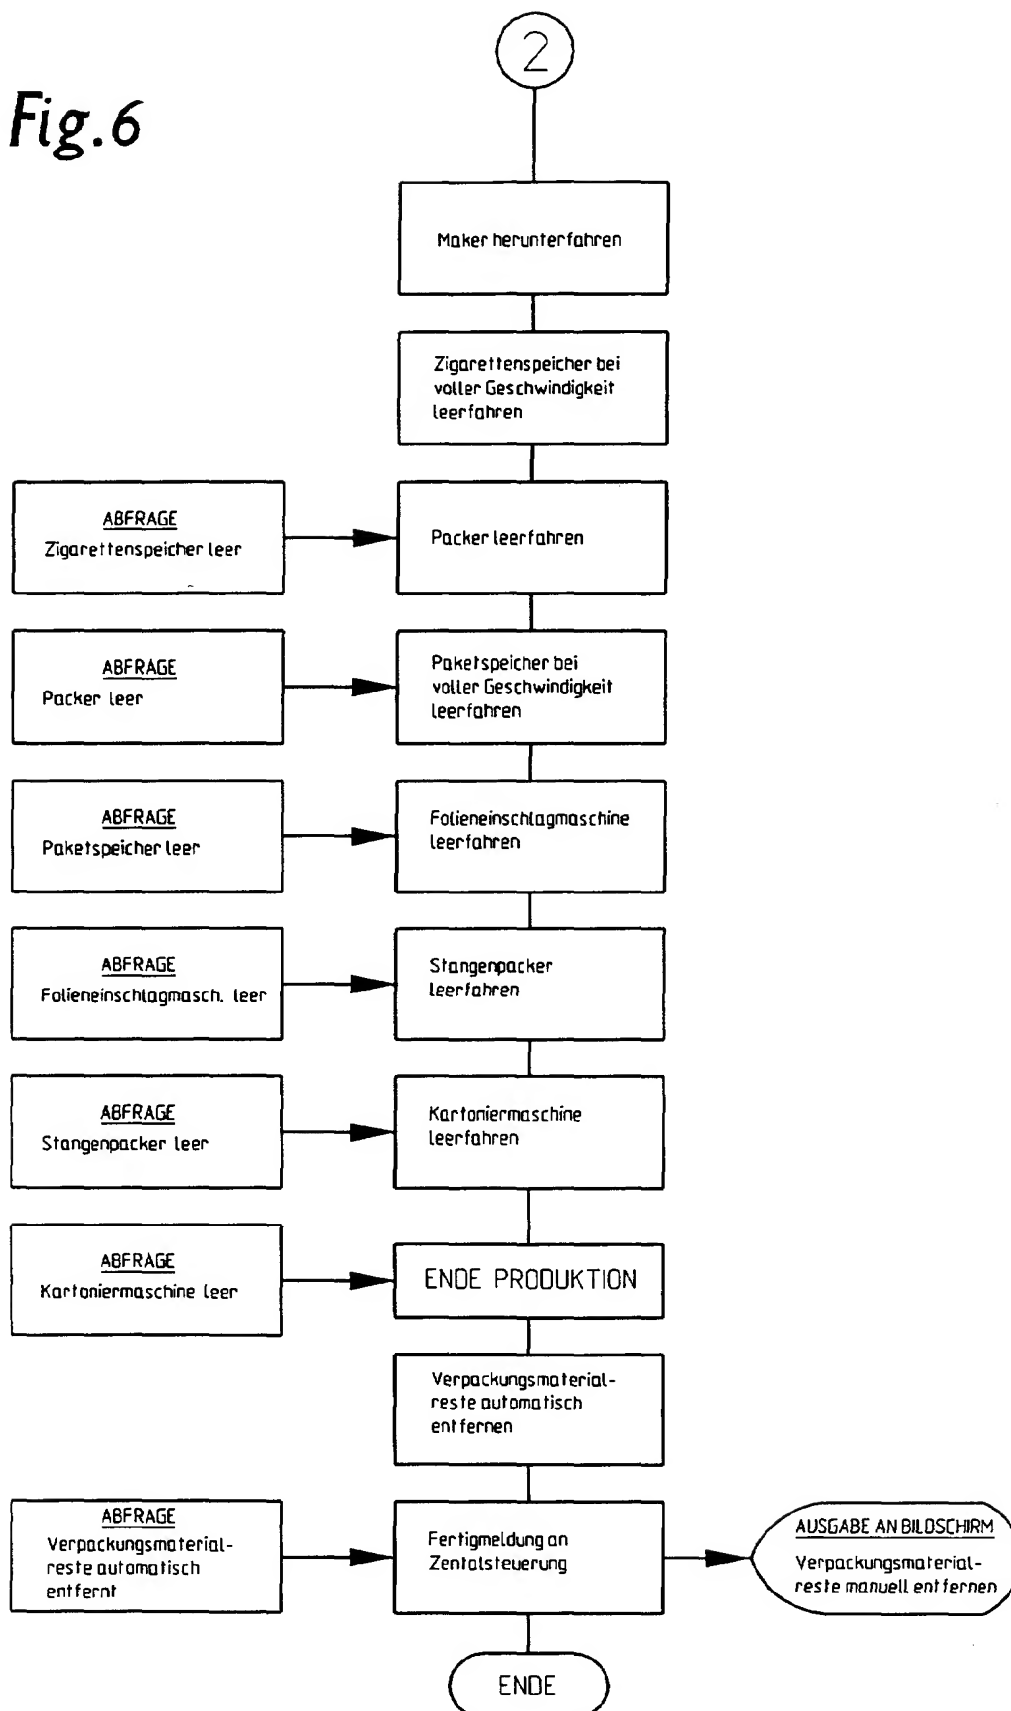 2
Fig. 6
Maker herunterfahren
Zigarettenspeicher bei
voller Geschwindigkeit
leerfahren
ABFRAGE
Zigarettenspeicher leer
Packer leerfahren
ABFRAGE
Packer leer
Paketspeicher bei
voller Geschwindigkeit
leerfahren
ABFRAGE
Paketspeicher leer
Folieneinschlagmaschine
leerfahren
ABFRAGE
Folieneinschlagmasch. leer
Stangenpacker
leerfahren
ABFRAGE
Stangenpacker leer
Kartoniermaschine
leerfahren
ABFRAGE
Kartoniermaschine leer
ENDE PRODUKTION
Verpackungsmaterial-
reste automatisch
entfernen
ABFRAGE
Verpackungsmaterial-
reste automatisch
entfernt
Fertigmeldung an
Zentalsteuerung
AUSGABE AN BILDSCHIRM
Verpackungsmaterial-
reste manuell entfernen
ENDE